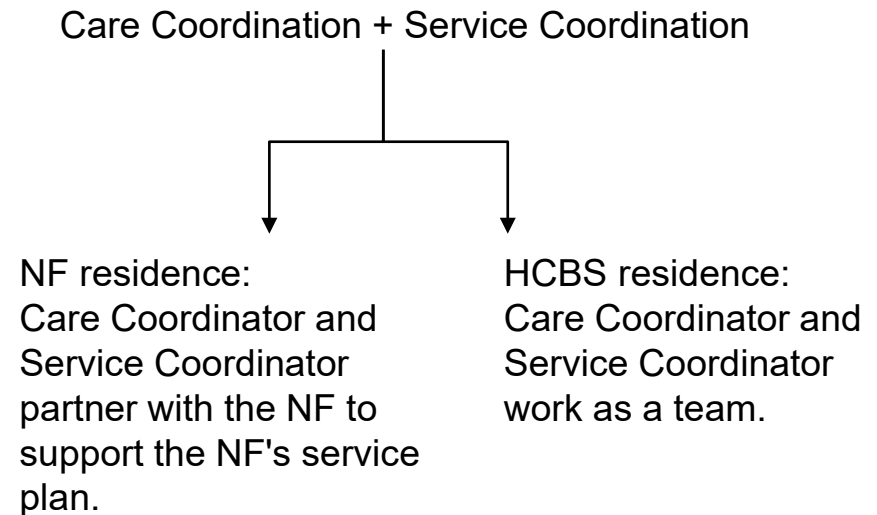 Care Coordination + Service Coordination
NF residence:
Care Coordinator and
Service Coordinator
partner with the NF to
support the NF's service
plan.
HCBS residence:
Care Coordinator and
Service Coordinator
work as a team.